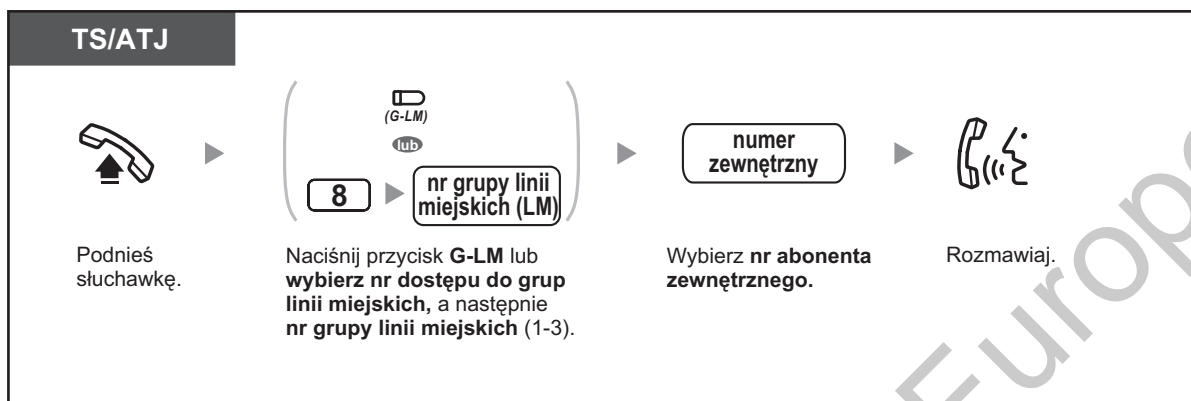 TS/ATJ
(G-LM)
lub
8
nr grupy linii
miejskich (LM)
numer
zewnętrzny
Podnieś
słuchawkę.
Naciśnij przycisk G-LM lub
wybierz nr dostępu do grup
linii miejskich, a następnie
nr grupy linii miejskich (1-3).
Wybierz nr abonenta
zewnętrznego.
Rozmawiaj.
Europe